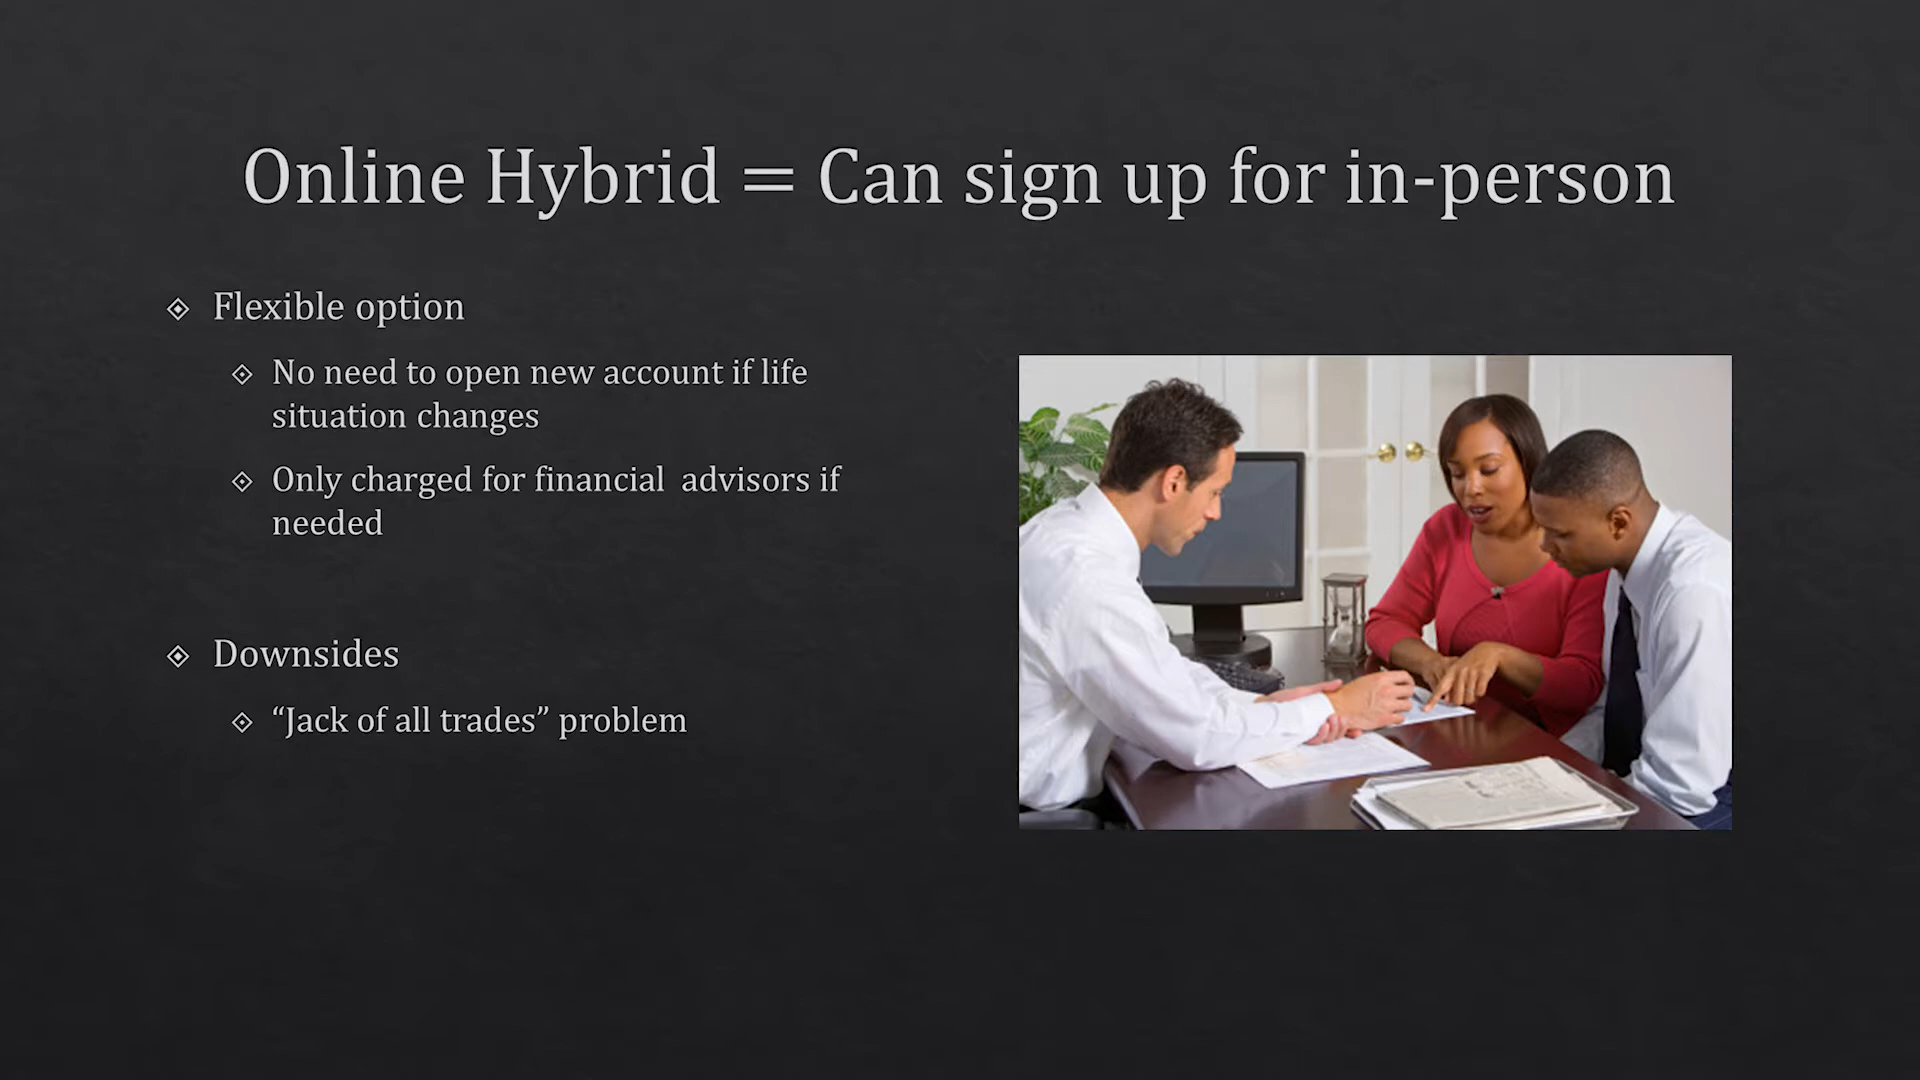 Online Hybrid = Can sign up for in-person
Flexible option
No need to open new account if life
situation changes
Only charged for financial  advisors if
needed
Downsides
“Jack of all trades” problem